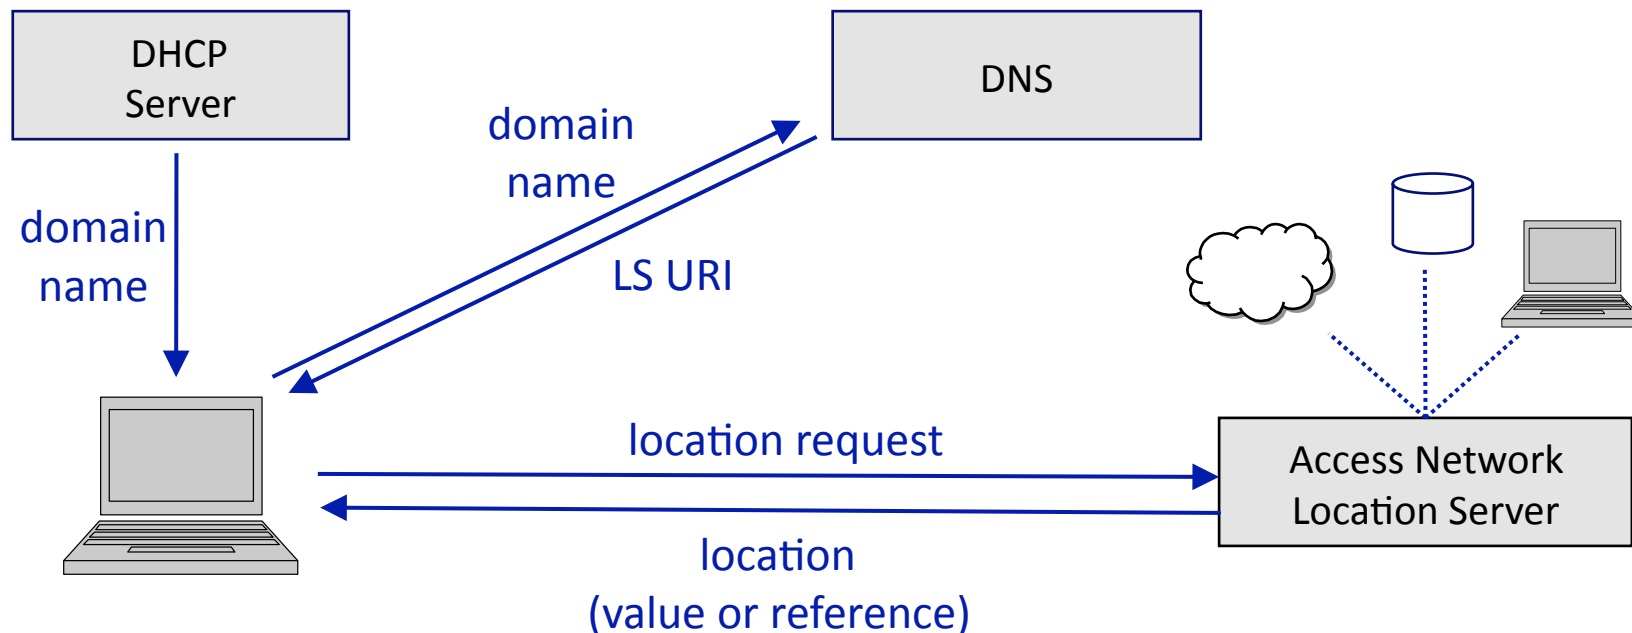 DHCP
Server
DNS
domain
name
domain
name
LS URI
location request
Access Network
Location Server
location
(value or reference)